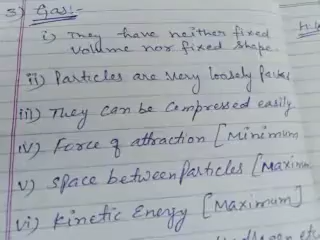 3) Gas:-
i) They have neither fixed
volume nor fixed shape.
ii) Particles are very loosely Packed
iii) They can be compressed easily.
iv) Force of attraction [Minimum
v) Space between Particles [Maximum
vi) Kinetic Energy [Maximum]